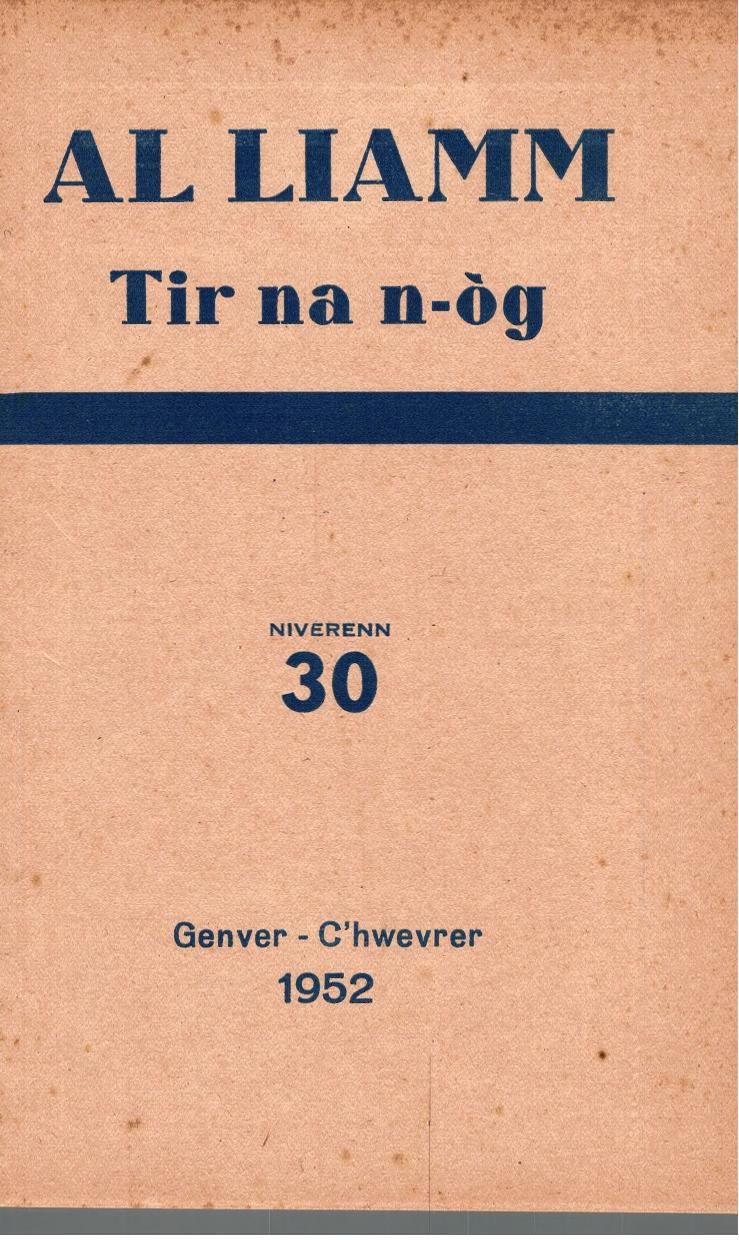 AL LIAMM
Tir na n-òg
NIVERENN
30
Genver - C'hwevrer
1952